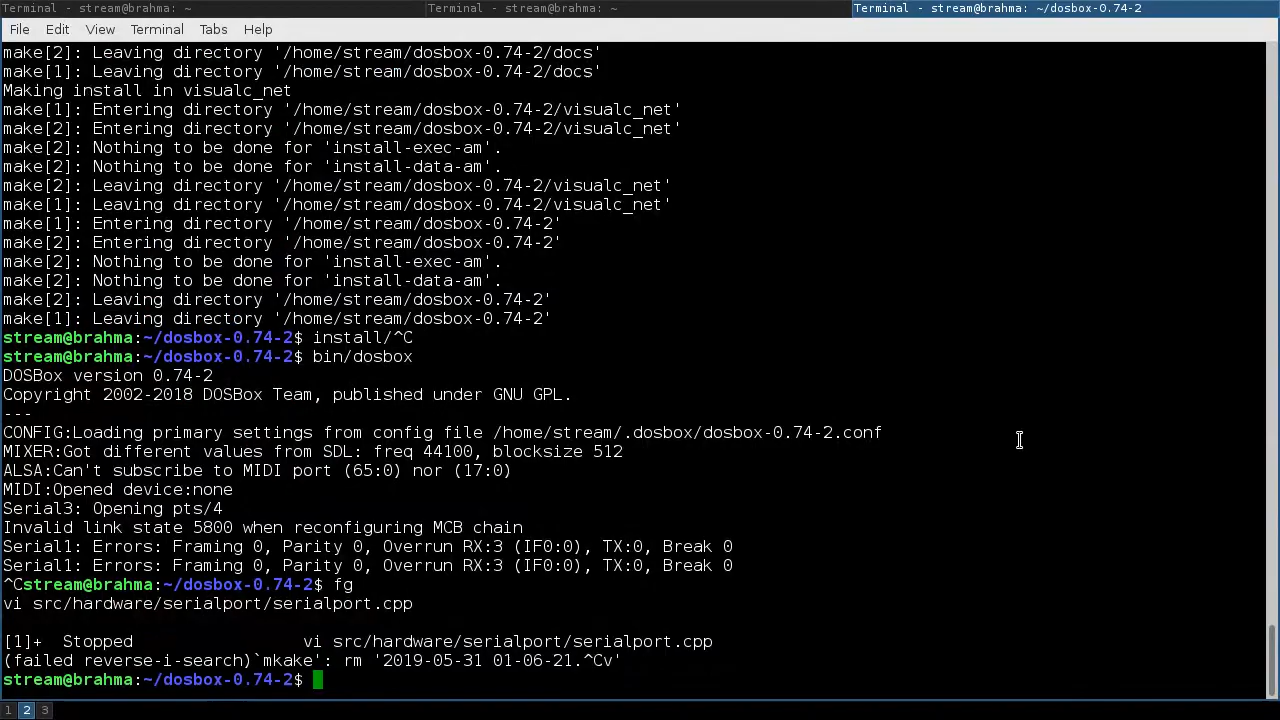 Terminal - stream@brahma: ~
Terminal - stream@brahma: ~
Terminal - stream@brahma: ~/dosbox-0.74-2
File Edit View Terminal Tabs Help
make[2]: Leaving directory '/home/stream/dosbox-0.74-2/docs'
make[1]: Leaving directory '/home/stream/dosbox-0.74-2/docs'
Making install in visualc_net
make[1]: Entering directory '/home/stream/dosbox-0.74-2/visualc_net'
make[2]: Entering directory '/home/stream/dosbox-0.74-2/visualc_net'
make[2]: Nothing to be done for 'install-exec-am'.
make[2]: Nothing to be done for 'install-data-am'.
make[2]: Leaving directory '/home/stream/dosbox-0.74-2/visualc_net'
make[1]: Leaving directory '/home/stream/dosbox-0.74-2/visualc_net'
make[1]: Entering directory '/home/stream/dosbox-0.74-2'
make[2]: Entering directory '/home/stream/dosbox-0.74-2'
make[2]: Nothing to be done for 'install-exec-am'.
make[2]: Nothing to be done for 'install-data-am'.
make[2]: Leaving directory '/home/stream/dosbox-0.74-2'
make[1]: Leaving directory '/home/stream/dosbox-0.74-2'
stream@brahma:~/dosbox-0.74-2$ install/^C
stream@brahma:~/dosbox-0.74-2$ bin/dosbox
DOSBox version 0.74-2
Copyright 2002-2018 DOSBox Team, published under GNU GPL.
---
CONFIG:Loading primary settings from config file /home/stream/.dosbox/dosbox-0.74-2.conf
MIXER:Got different values from SDL: freq 44100, blocksize 512
ALSA:Can't subscribe to MIDI port (65:0) nor (17:0)
MIDI:Opened device:none
Serial3: Opening pts/4
Invalid link state 5800 when reconfiguring MCB chain
Serial1: Errors: Framing 0, Parity 0, Overrun RX:3 (IF0:0), TX:0, Break 0
Serial1: Errors: Framing 0, Parity 0, Overrun RX:3 (IF0:0), TX:0, Break 0
^Cstream@brahma:~/dosbox-0.74-2$ fg
vi src/hardware/serialport/serialport.cpp
[1]+  Stopped                 vi src/hardware/serialport/serialport.cpp
(failed reverse-i-search)`mkake': rm '2019-05-31 01-06-21.^Cv'
stream@brahma:~/dosbox-0.74-2$
1 2 3